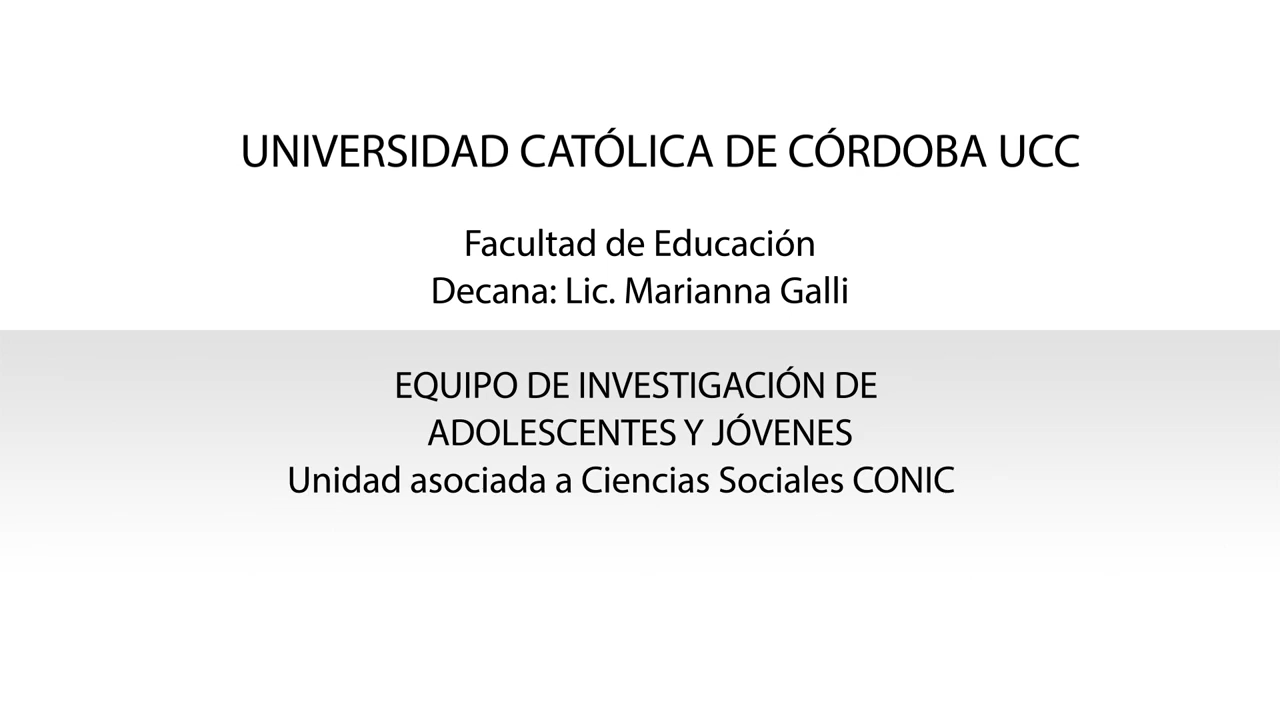 UNIVERSIDAD CATÓLICA DE CÓRDOBA UCC
Facultad de Educación
Decana: Lic. Marianna Galli
EQUIPO DE INVESTIGACIÓN DE
ADOLESCENTES Y JÓVENES
Unidad asociada a Ciencias Sociales CONIC